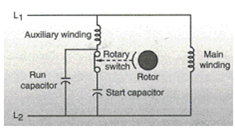 L1
Auxiliary winding
Rotary
switch
Rotor
Main
winding
Run
capacitor
Start capacitor
L2